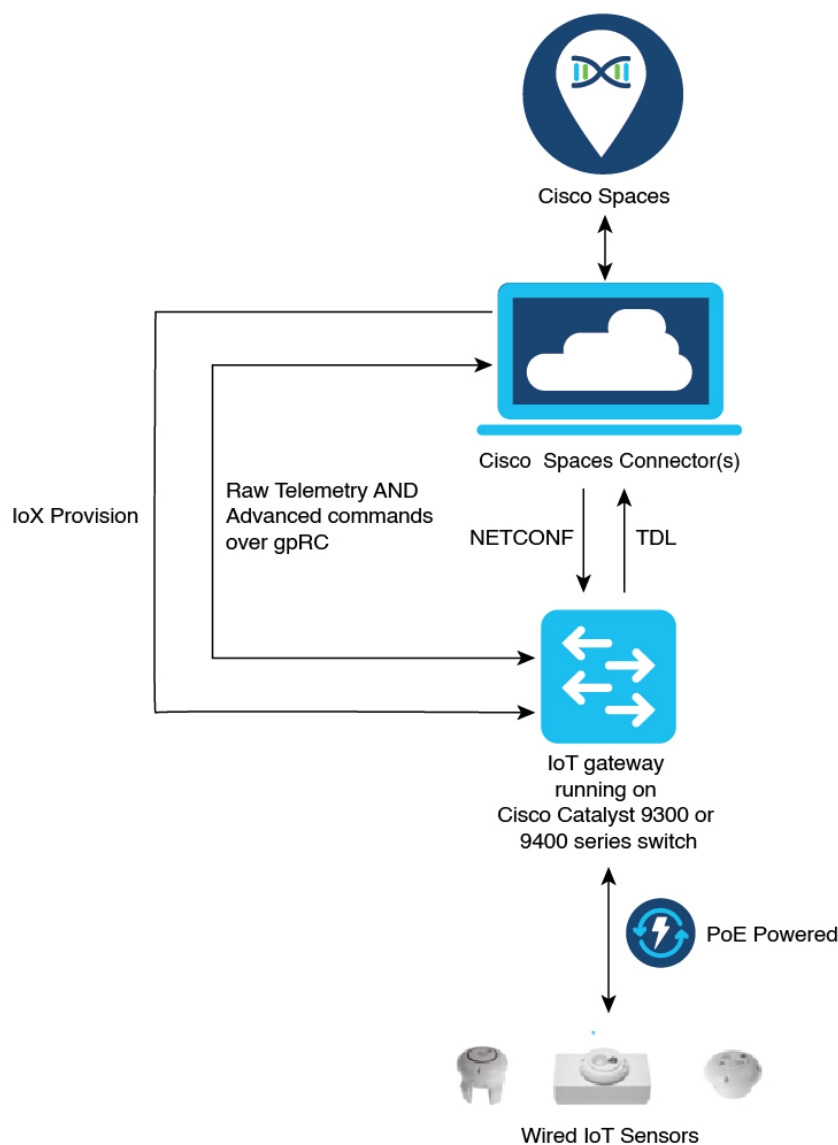 Cisco Spaces
Cisco Spaces Connector(s)
IoX Provision
Raw Telemetry AND
Advanced commands
over gpRC
NETCONF
TDL
IoT gateway
running on
Cisco Catalyst 9300 or
9400 series switch
PoE Powered
Wired IoT Sensors